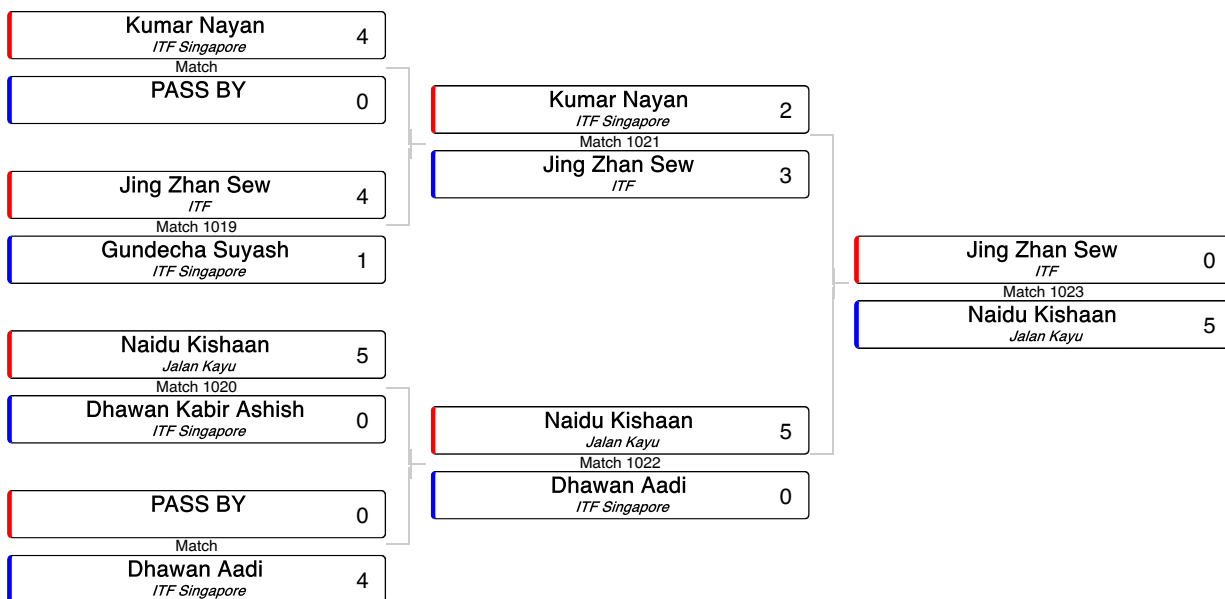 Kumar Nayan
ITF Singapore
4
Match
PASS BY
0
Jing Zhan Sew
ITF
4
Match 1019
Gundecha Suyash
ITF Singapore
1
Naidu Kishaan
Jalan Kayu
5
Match 1020
Dhawan Kabir Ashish
ITF Singapore
0
PASS BY
0
Match
Dhawan Aadi
ITF Singapore
4
Kumar Nayan
ITF Singapore
2
Match 1021
Jing Zhan Sew
ITF
3
Naidu Kishaan
Jalan Kayu
5
Match 1022
Dhawan Aadi
ITF Singapore
0
Jing Zhan Sew
ITF
0
Match 1023
Naidu Kishaan
Jalan Kayu
5